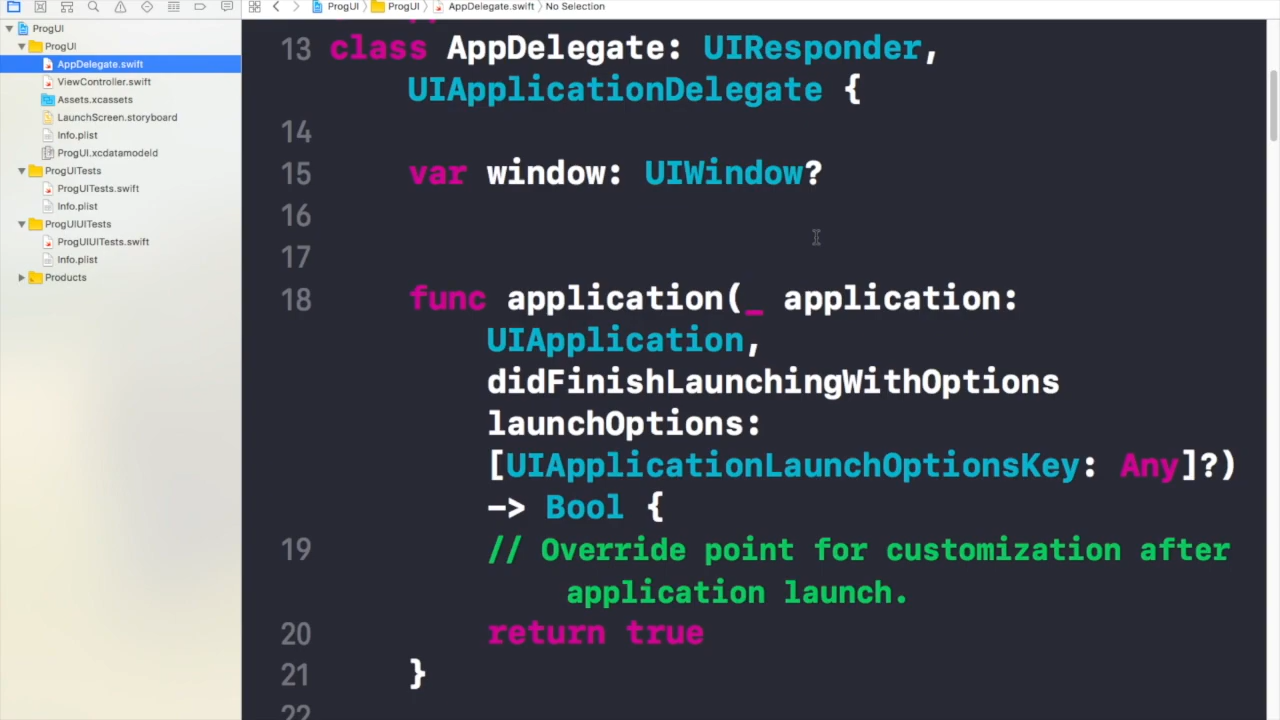 ProgUI
ProgUI
AppDelegate.swift
No Selection
ProgUI
ProgUI
AppDelegate.swift
ViewController.swift
Assets.xcassets
LaunchScreen.storyboard
Info.plist
ProgUI.xcdatamodeld
ProgUITests
ProgUITests.swift
Info.plist
ProgUIUITests
ProgUIUITests.swift
Info.plist
Products
13 class AppDelegate: UIResponder,
UIApplicationDelegate {
14
15 var window: UIWindow?
16
17
18 func application(_ application:
UIApplication,
didFinishLaunchingWithOptions
launchOptions:
[UIApplicationLaunchOptionsKey: Any]?)
-> Bool {
19 // Override point for customization after
application launch.
20 return true
21 }
22